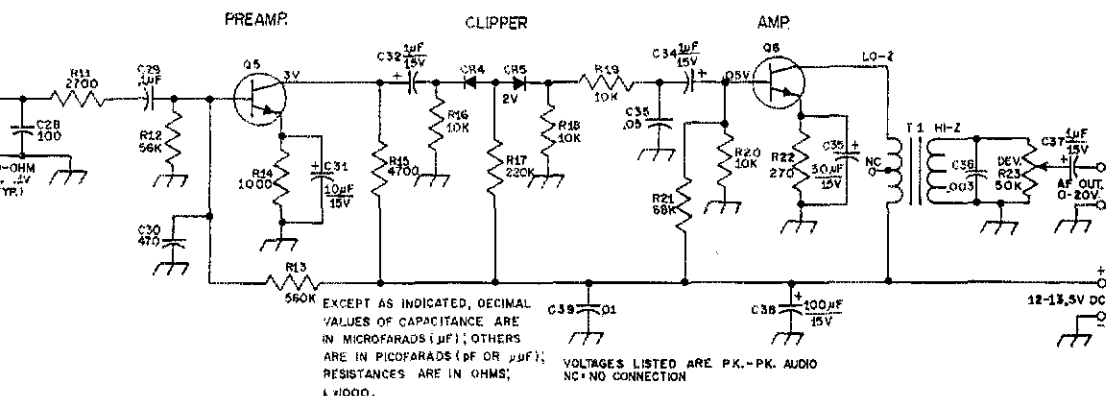 PREAMP.
CLIPPER
AMP.
R11
2700
C29
.1µF
Q5
3V
C32
1µF
15V
CR4
CR5
2V
R19
10K
C34
1µF
15V
.05V
Q6
LO-Z
T1
HI-Z
C28
100
-OHM
TYP.)
R12
56K
R14
1000
C31
10µF
15V
R15
4700
R16
10K
R17
220K
R18
10K
.05
R20
10K
R21
68K
R22
270
C35
30µF
15V
NC
C36
.003
DEV.
R23
50K
C37
1µF
15V
AF OUT.
0-20V.
C30
470
R13
560K
C39
.01
C38
100µF
15V
+
12-13.5V DC
–
EXCEPT AS INDICATED, DECIMAL
VALUES OF CAPACITANCE ARE
IN MICROFARADS (µF); OTHERS
ARE IN PICOFARADS (pF OR µµF);
RESISTANCES ARE IN OHMS;
VOLTAGES LISTED ARE PK.-PK. AUDIO
NC=NO CONNECTION